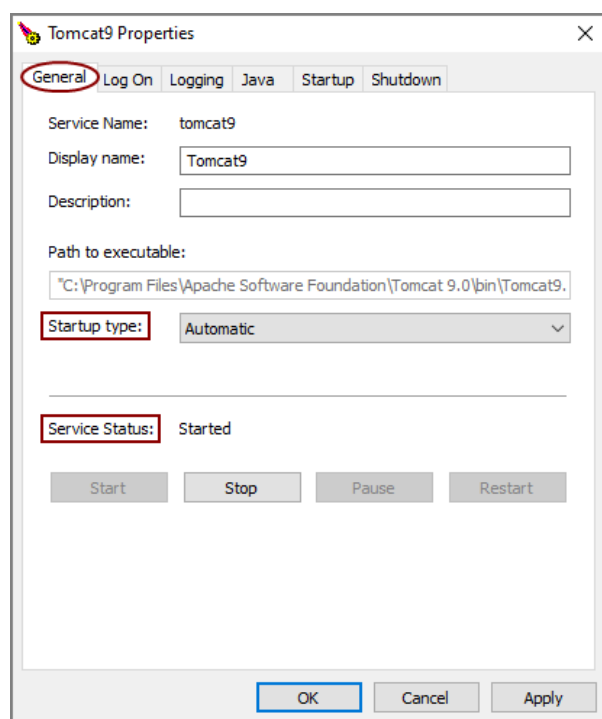 Tomcat9 Properties
General Log On Logging Java Startup Shutdown
Service Name: tomcat9
Display name: Tomcat9
Description:
Path to executable:
"C:\Program Files\Apache Software Foundation\Tomcat 9.0\bin\Tomcat9.
Startup type: Automatic
Service Status: Started
Start Stop Pause Restart
OK Cancel Apply